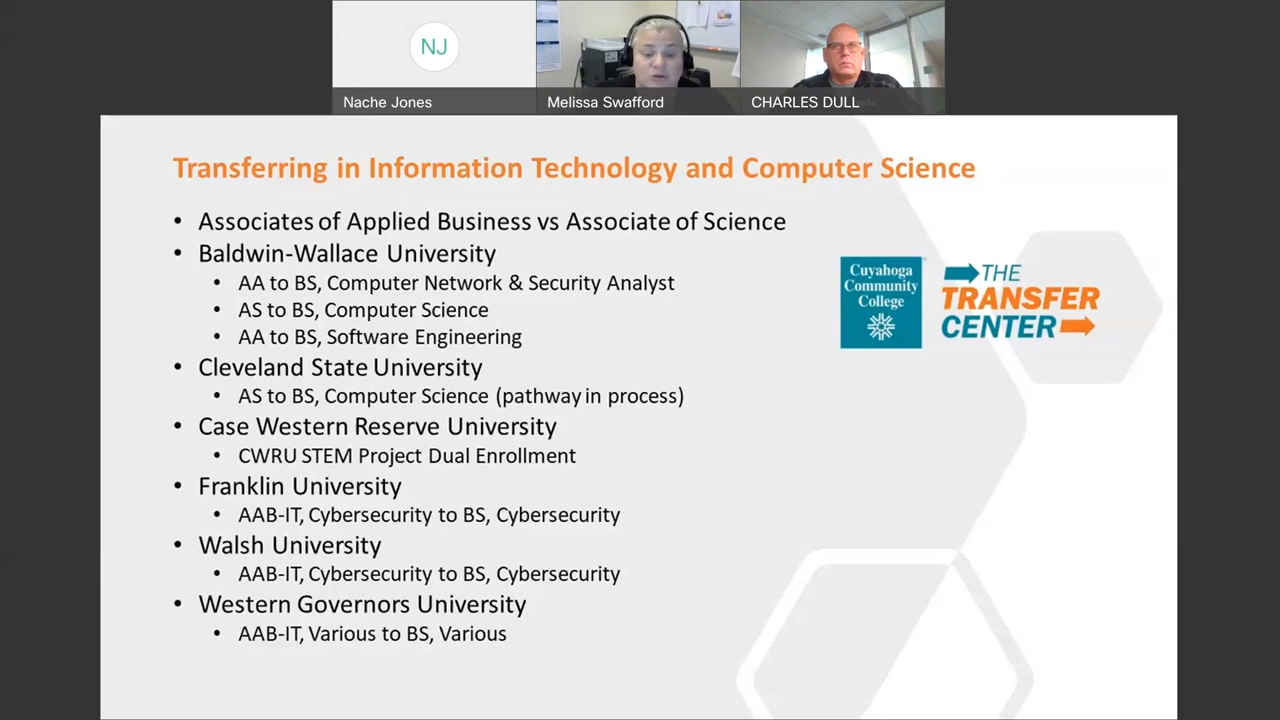 NJ
Nache Jones
Melissa Swafford
CHARLES DULL
Transferring in Information Technology and Computer Science
• Associates of Applied Business vs Associate of Science
• Baldwin-Wallace University
• AA to BS, Computer Network & Security Analyst
• AS to BS, Computer Science
• AA to BS, Software Engineering
• Cleveland State University
• AS to BS, Computer Science (pathway in process)
• Case Western Reserve University
• CWRU STEM Project Dual Enrollment
• Franklin University
• AAB-IT, Cybersecurity to BS, Cybersecurity
• Walsh University
• AAB-IT, Cybersecurity to BS, Cybersecurity
• Western Governors University
• AAB-IT, Various to BS, Various
Cuyahoga
Community
College
THE
TRANSFER
CENTER